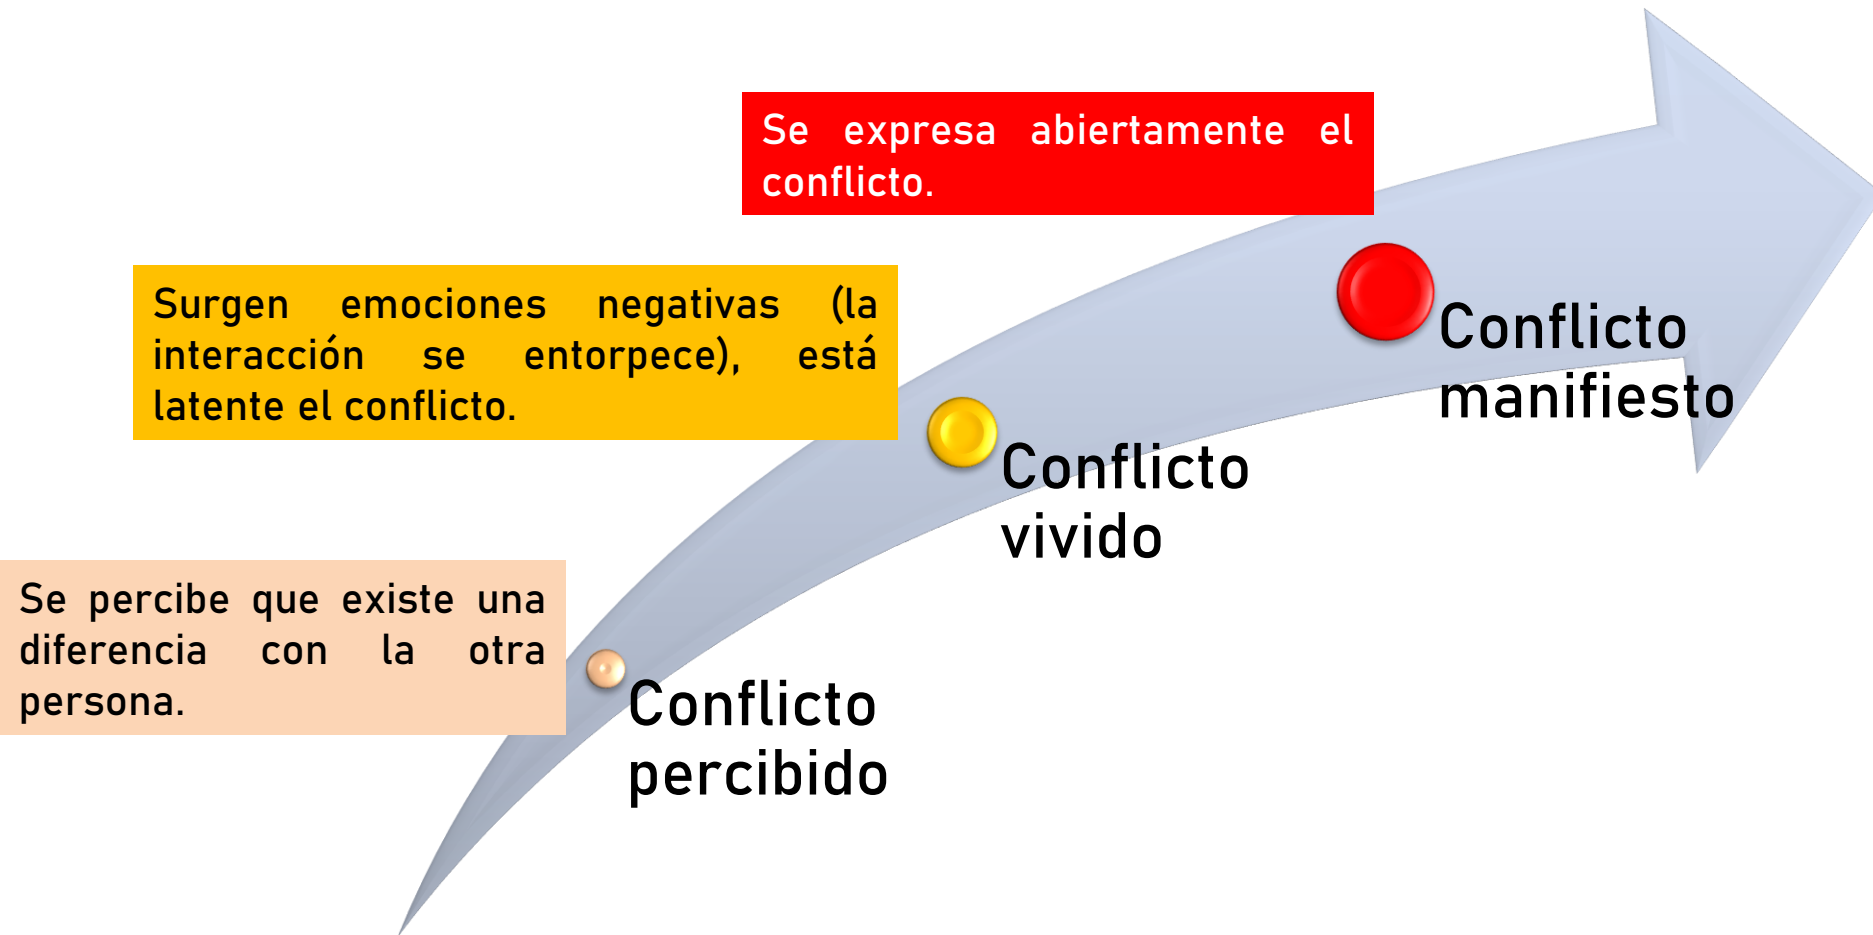 Se expresa abiertamente el
conflicto.
Surgen emociones negativas (la
interacción se entorpece), está
latente el conflicto.
Conflicto
manifiesto
Conflicto
vivido
Se percibe que existe una
diferencia con la otra
persona.
Conflicto
percibido